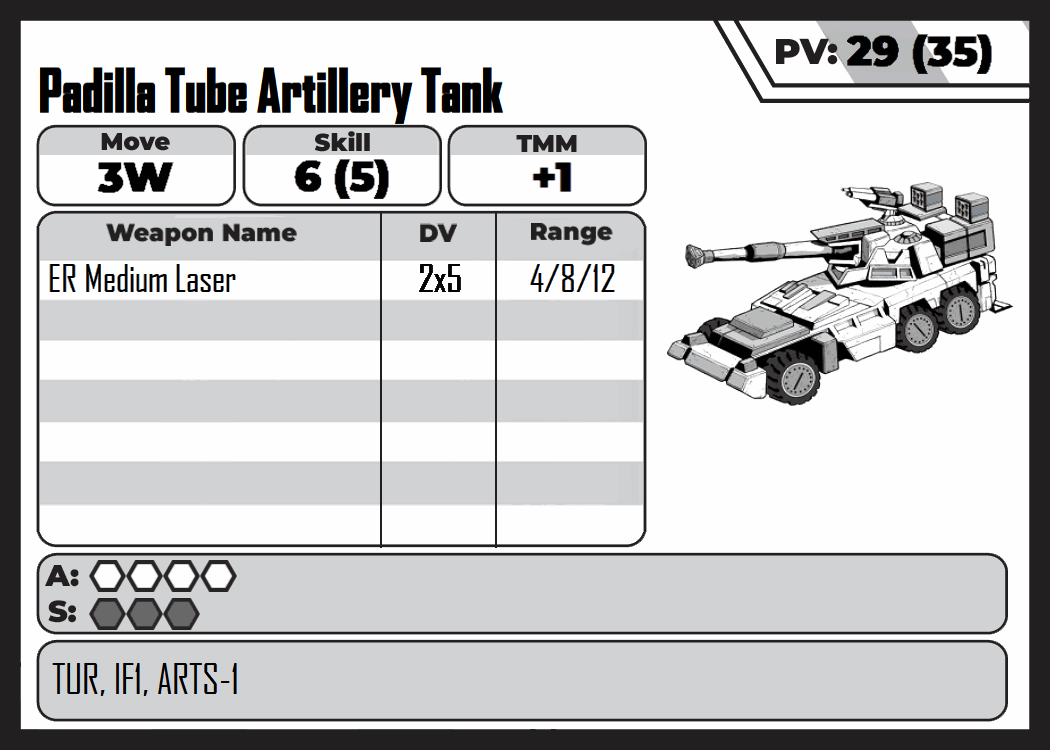 PV: 29 (35)
Padilla Tube Artillery Tank
Move Skill TMM
3W 6 (5) +1
Weapon Name DV Range
ER Medium Laser 2x5 4/8/12
A:
S:
TUR, IF1, ARTS-1